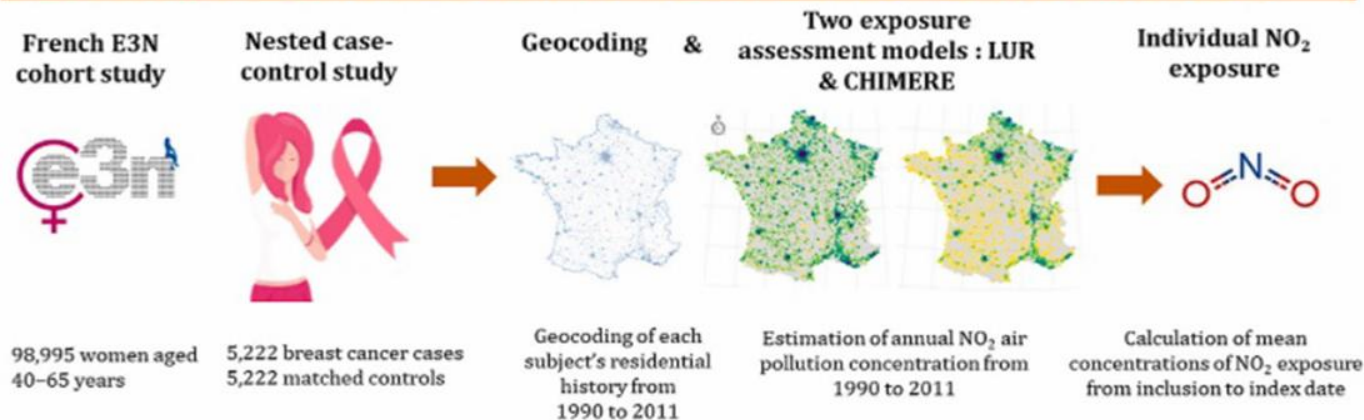 French E3N
cohort study
Nested case-
control study
Geocoding &
Two exposure
assessment models : LUR
& CHIMERE
Individual NO₂
exposure
e3n
O N O
98,995 women aged
40–65 years
5,222 breast cancer cases
5,222 matched controls
Geocoding of each
subject's residential
history from
1990 to 2011
Estimation of annual NO₂ air
pollution concentration from
1990 to 2011
Calculation of mean
concentrations of NO₂ exposure
from inclusion to index date